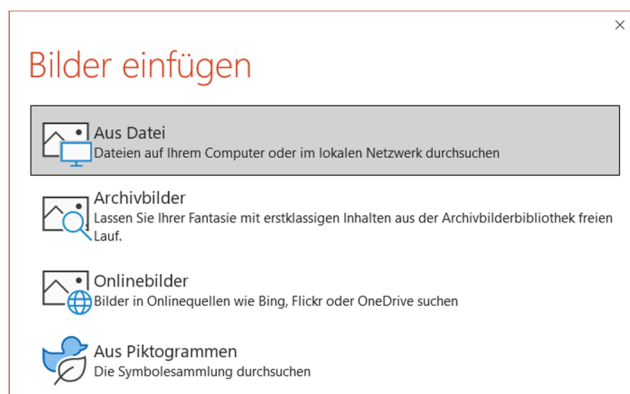 Bilder einfügen
Aus Datei
Dateien auf Ihrem Computer oder im lokalen Netzwerk durchsuchen
Archivbilder
Lassen Sie Ihrer Fantasie mit erstklassigen Inhalten aus der Archivbilderbibliothek freien
Lauf.
Onlinebilder
Bilder in Onlinequellen wie Bing, Flickr oder OneDrive suchen
Aus Piktogrammen
Die Symbolesammlung durchsuchen